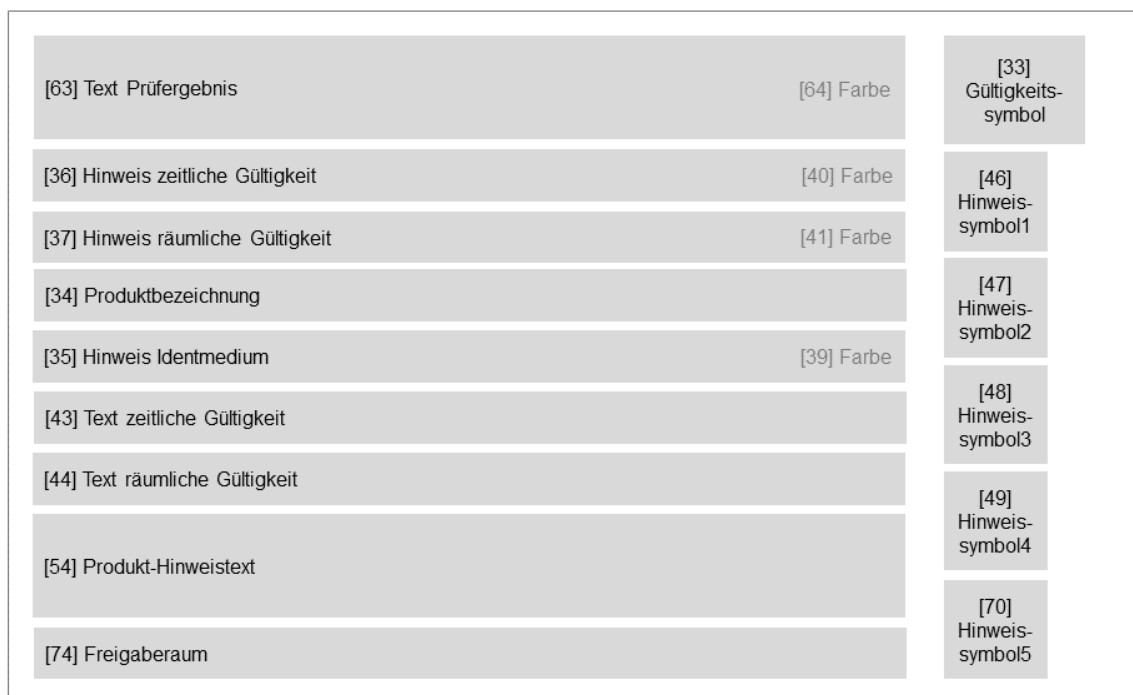 [63] Text Prüfergebnis
[64] Farbe
[36] Hinweis zeitliche Gültigkeit
[40] Farbe
[37] Hinweis räumliche Gültigkeit
[41] Farbe
[34] Produktbezeichnung
[35] Hinweis Identmedium
[39] Farbe
[43] Text zeitliche Gültigkeit
[44] Text räumliche Gültigkeit
[54] Produkt-Hinweistext
[74] Freigaberaum
[33]
Gültigkeits-
symbol
[46]
Hinweis-
symbol1
[47]
Hinweis-
symbol2
[48]
Hinweis-
symbol3
[49]
Hinweis-
symbol4
[70]
Hinweis-
symbol5